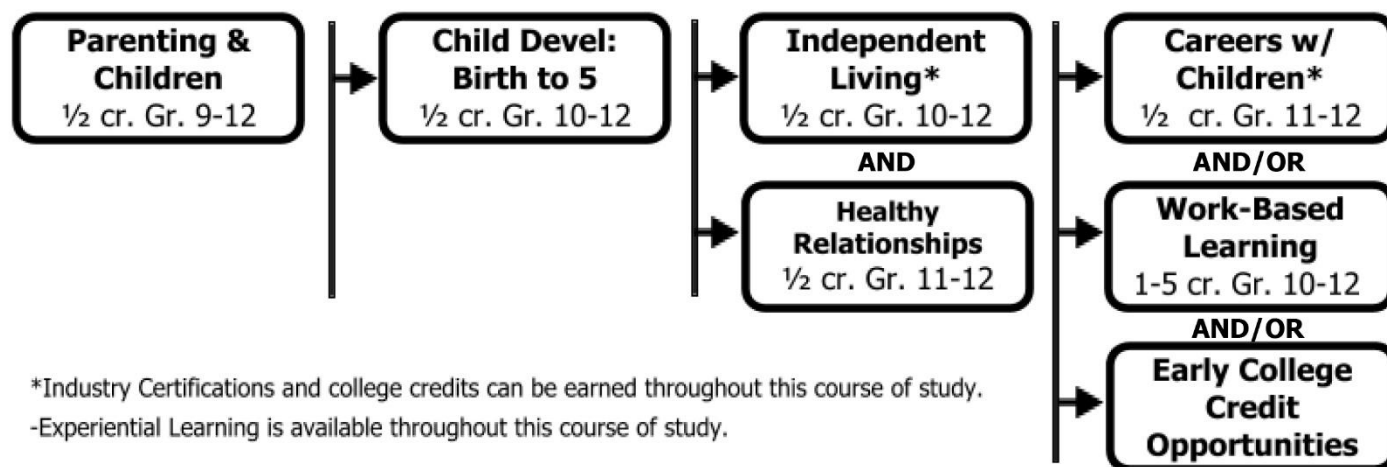 Parenting &
Children
½ cr. Gr. 9-12
Child Devel:
Birth to 5
½ cr. Gr. 10-12
Independent
Living*
½ cr. Gr. 10-12
AND
Healthy
Relationships
½ cr. Gr. 11-12
Careers w/
Children*
½ cr. Gr. 11-12
AND/OR
Work-Based
Learning
1-5 cr. Gr. 10-12
AND/OR
Early College
Credit
Opportunities
*Industry Certifications and college credits can be earned throughout this course of study.
-Experiential Learning is available throughout this course of study.